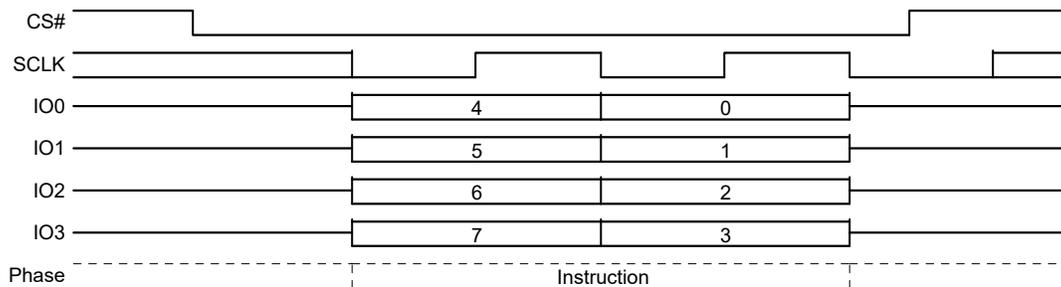 CS#
SCLK
IO0 4 0
IO1 5 1
IO2 6 2
IO3 7 3
Phase Instruction